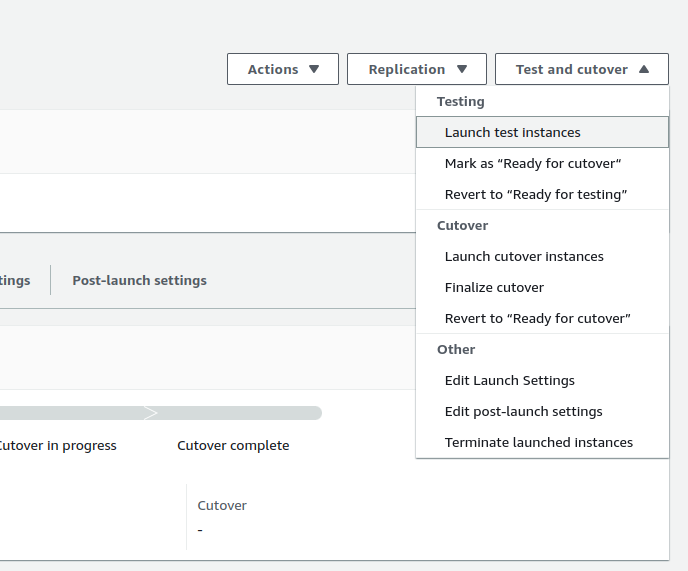 Actions
Replication
Test and cutover
Testing
Launch test instances
Mark as “Ready for cutover“
Revert to “Ready for testing”
Cutover
Launch cutover instances
Finalize cutover
Revert to “Ready for cutover”
Other
Edit Launch Settings
Edit post-launch settings
Terminate launched instances
Post-launch settings
Cutover in progress
Cutover complete
Cutover
-